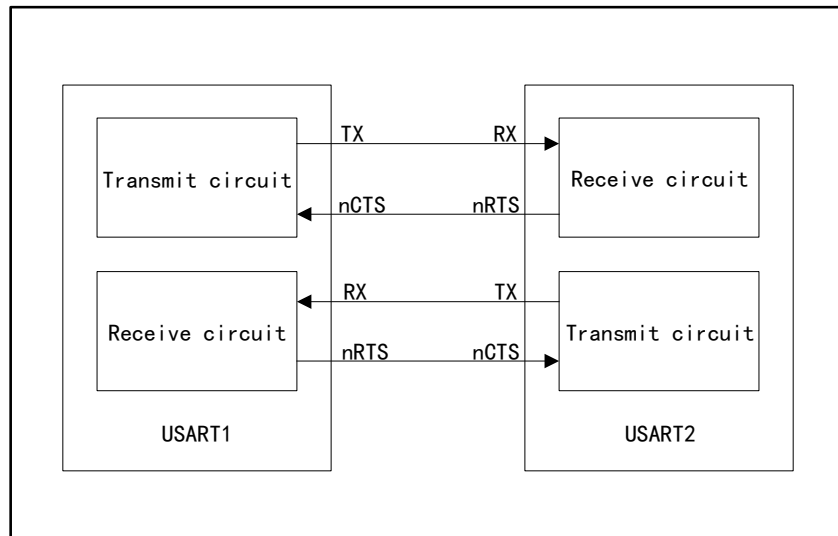 TX RX
Transmit circuit Receive circuit
nCTS nRTS
RX TX
Receive circuit Transmit circuit
nRTS nCTS
USART1 USART2